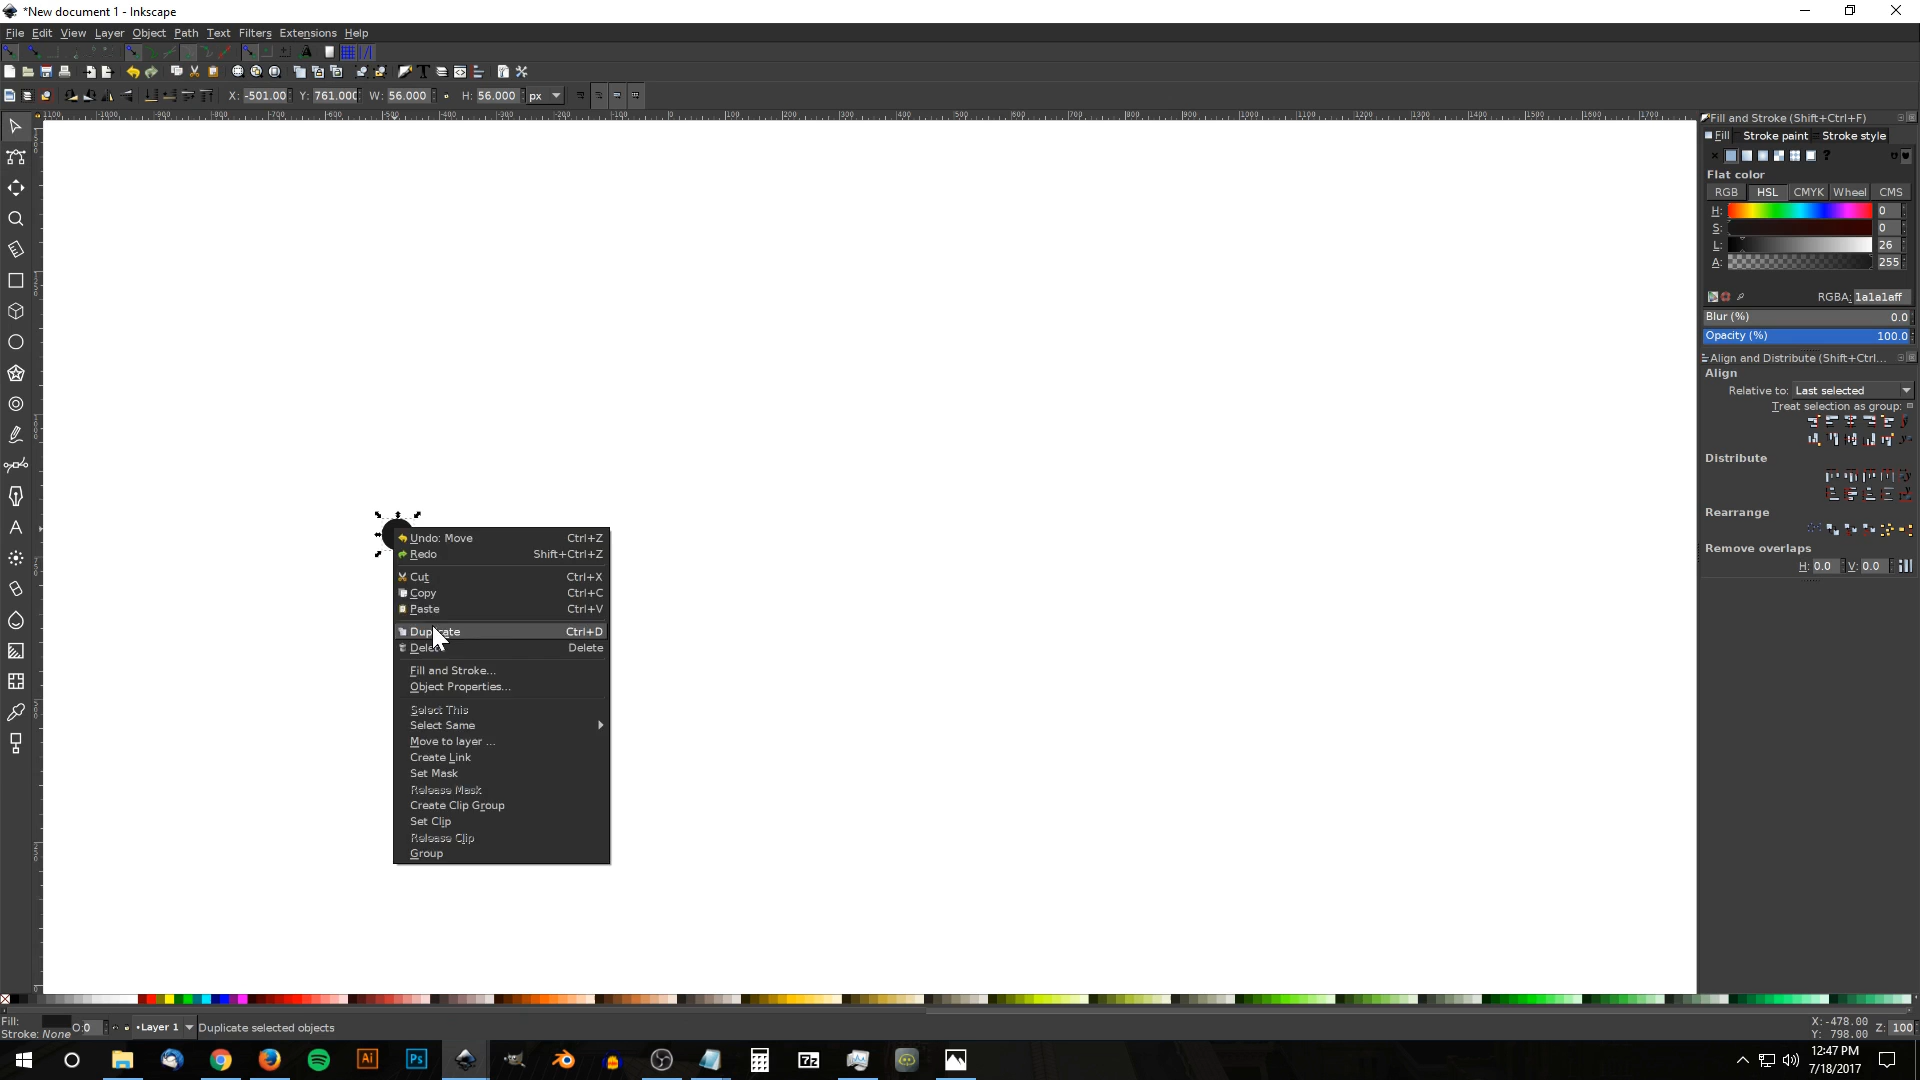 *New document 1 - Inkscape
File Edit View Layer Object Path Text Filters Extensions Help
X: -501.00 Y: 761.000 W: 56.000 H: 56.000 px
Fill and Stroke (Shift+Ctrl+F)
Fill Stroke paint Stroke style
?
Flat color
RGB HSL CMYK Wheel CMS
H: 0
S: 0
L: 26
A: 255
RGBA: 1a1a1aff
Blur (%) 0.0
Opacity (%) 100.0
Align and Distribute (Shift+Ctrl...
Align
Relative to: Last selected
Treat selection as group:
Distribute
Rearrange
Remove overlaps
H: 0.0 V: 0.0
Undo: Move Ctrl+Z
Redo Shift+Ctrl+Z
Cut Ctrl+X
Copy Ctrl+C
Paste Ctrl+V
Duplicate Ctrl+D
Delete Delete
Fill and Stroke...
Object Properties...
Select This
Select Same
Move to layer ...
Create Link
Set Mask
Release Mask
Create Clip Group
Set Clip
Release Clip
Group
Fill:
Stroke: None O:0 •Layer 1 Duplicate selected objects
X: -478.00
Y: 798.00 Z: 100
Ai Ps 7z
12:47 PM
7/18/2017